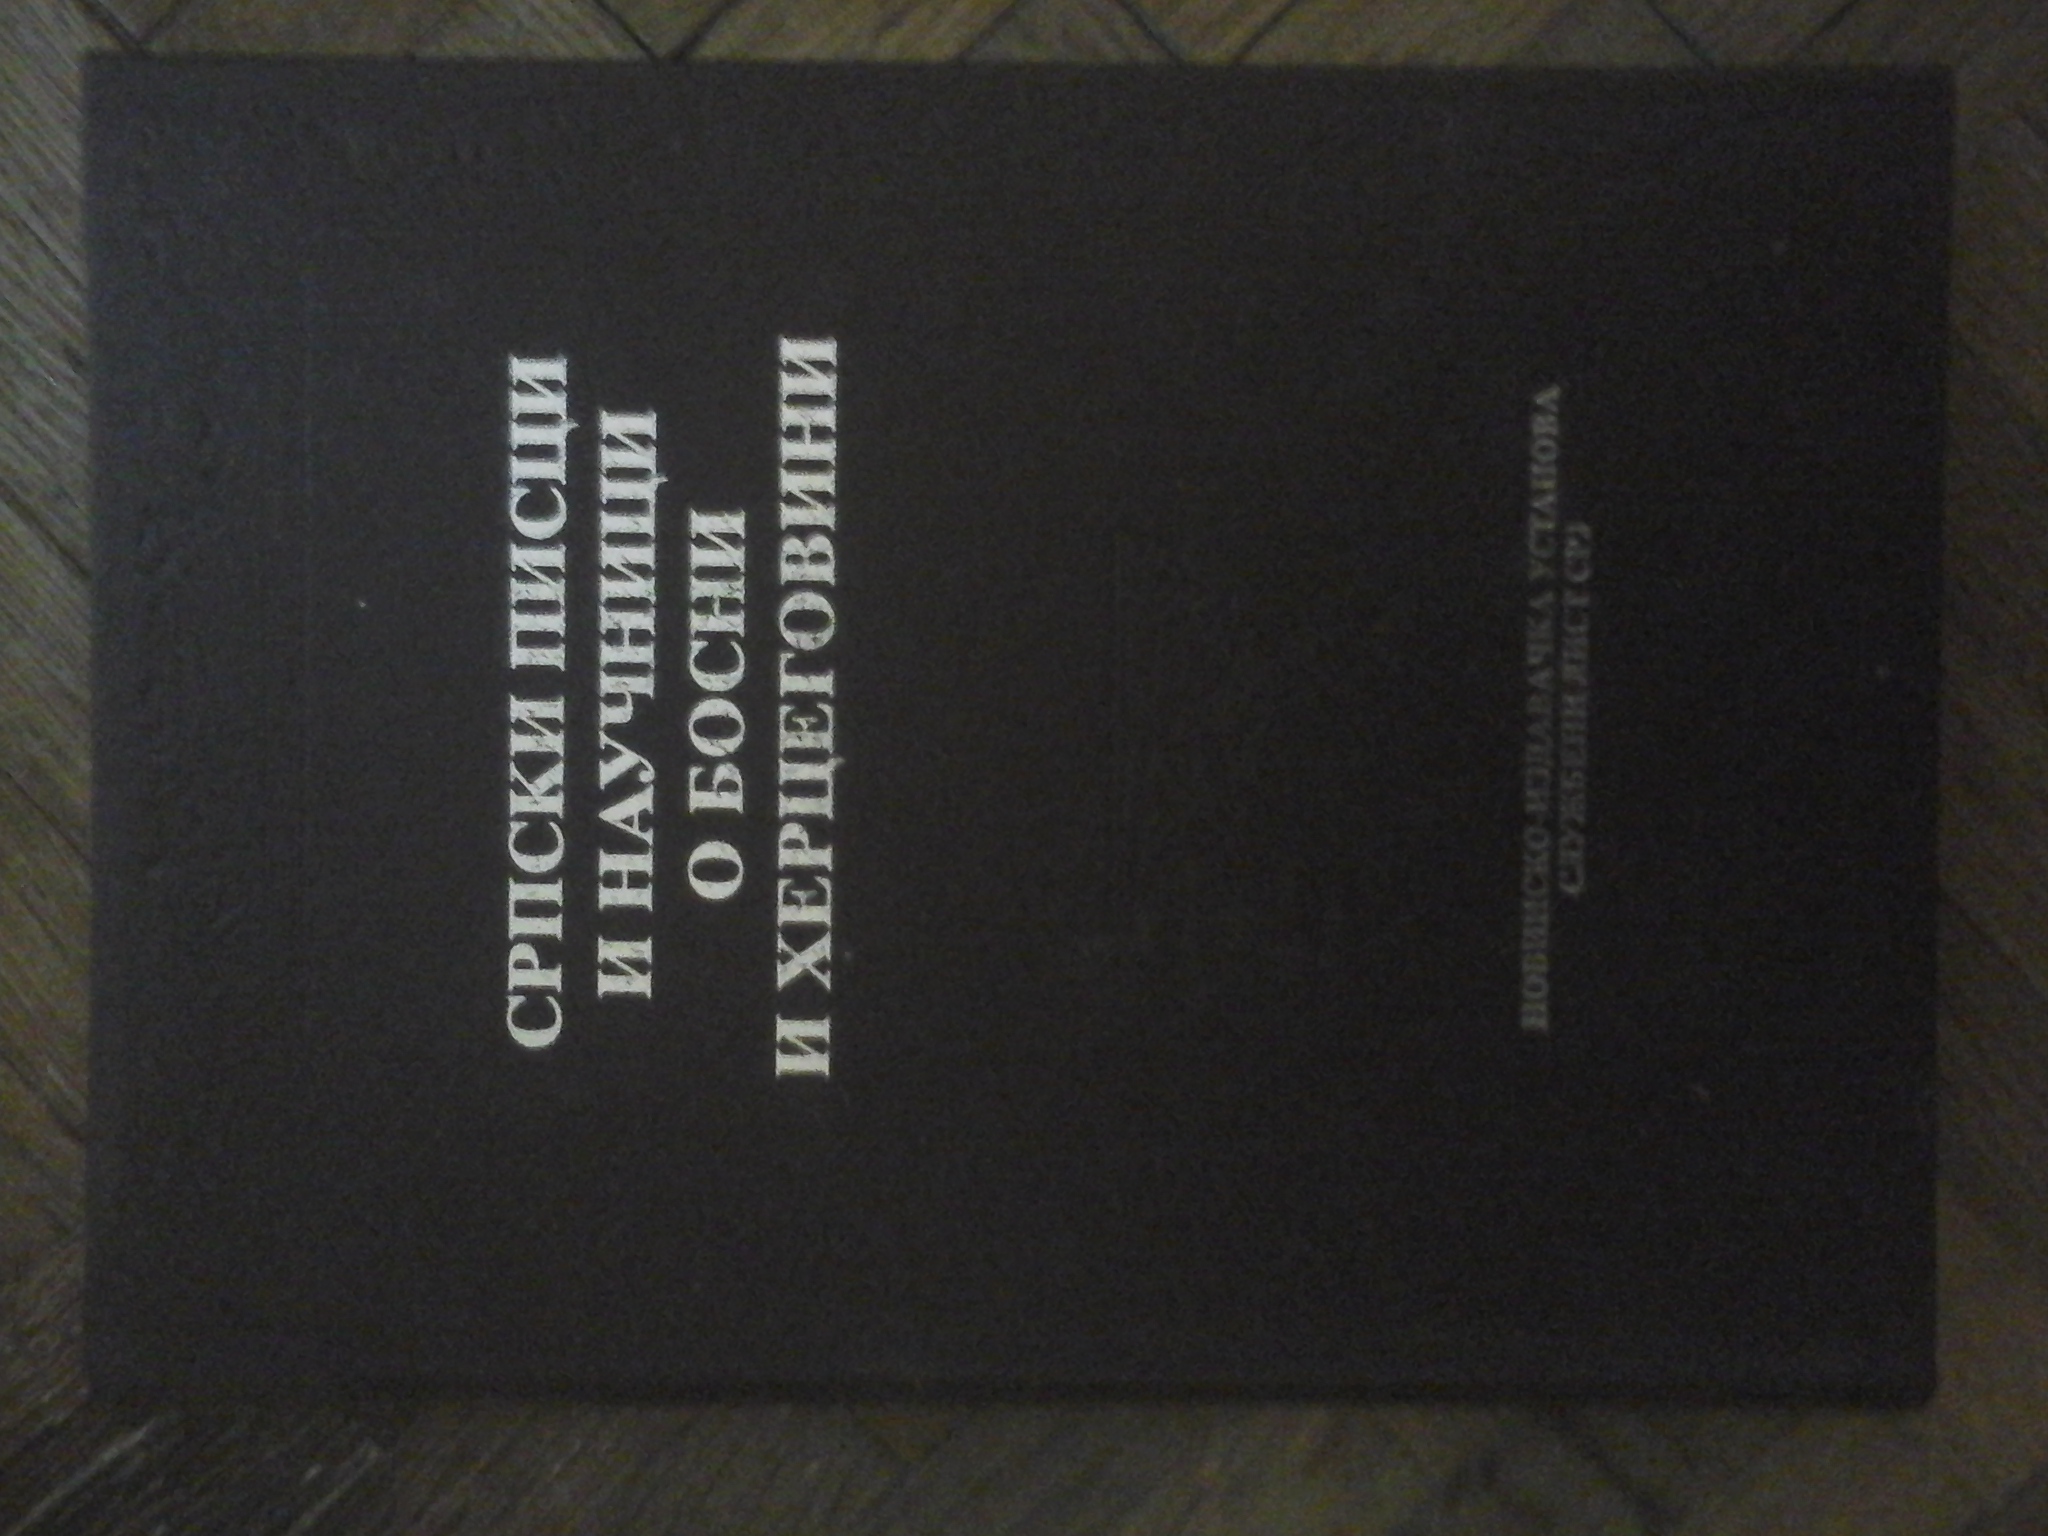 СРПСКИ ПИСЦИ
И НАУЧНИЦИ
О БОСНИ
И ХЕРЦЕГОВИНИ
НОВИНСКО-ИЗДАВАЧКА УСТАНОВА
СЛУЖБЕНИ ЛИСТ СРЈ